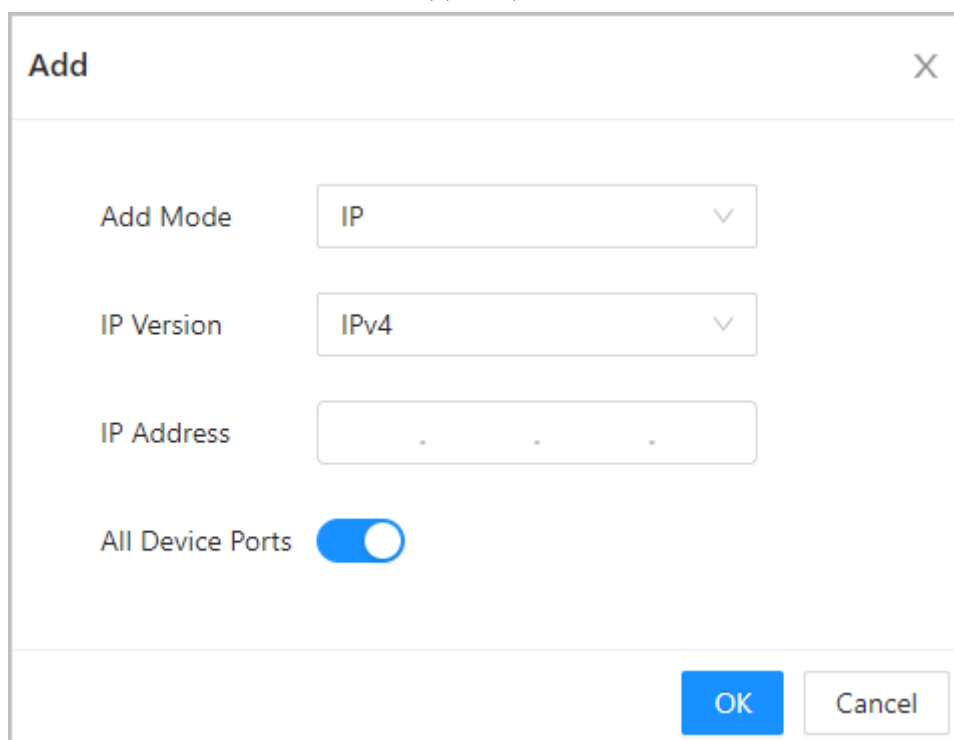 Add X
Add Mode IP
IP Version IPv4
IP Address . . .
All Device Ports
OK Cancel